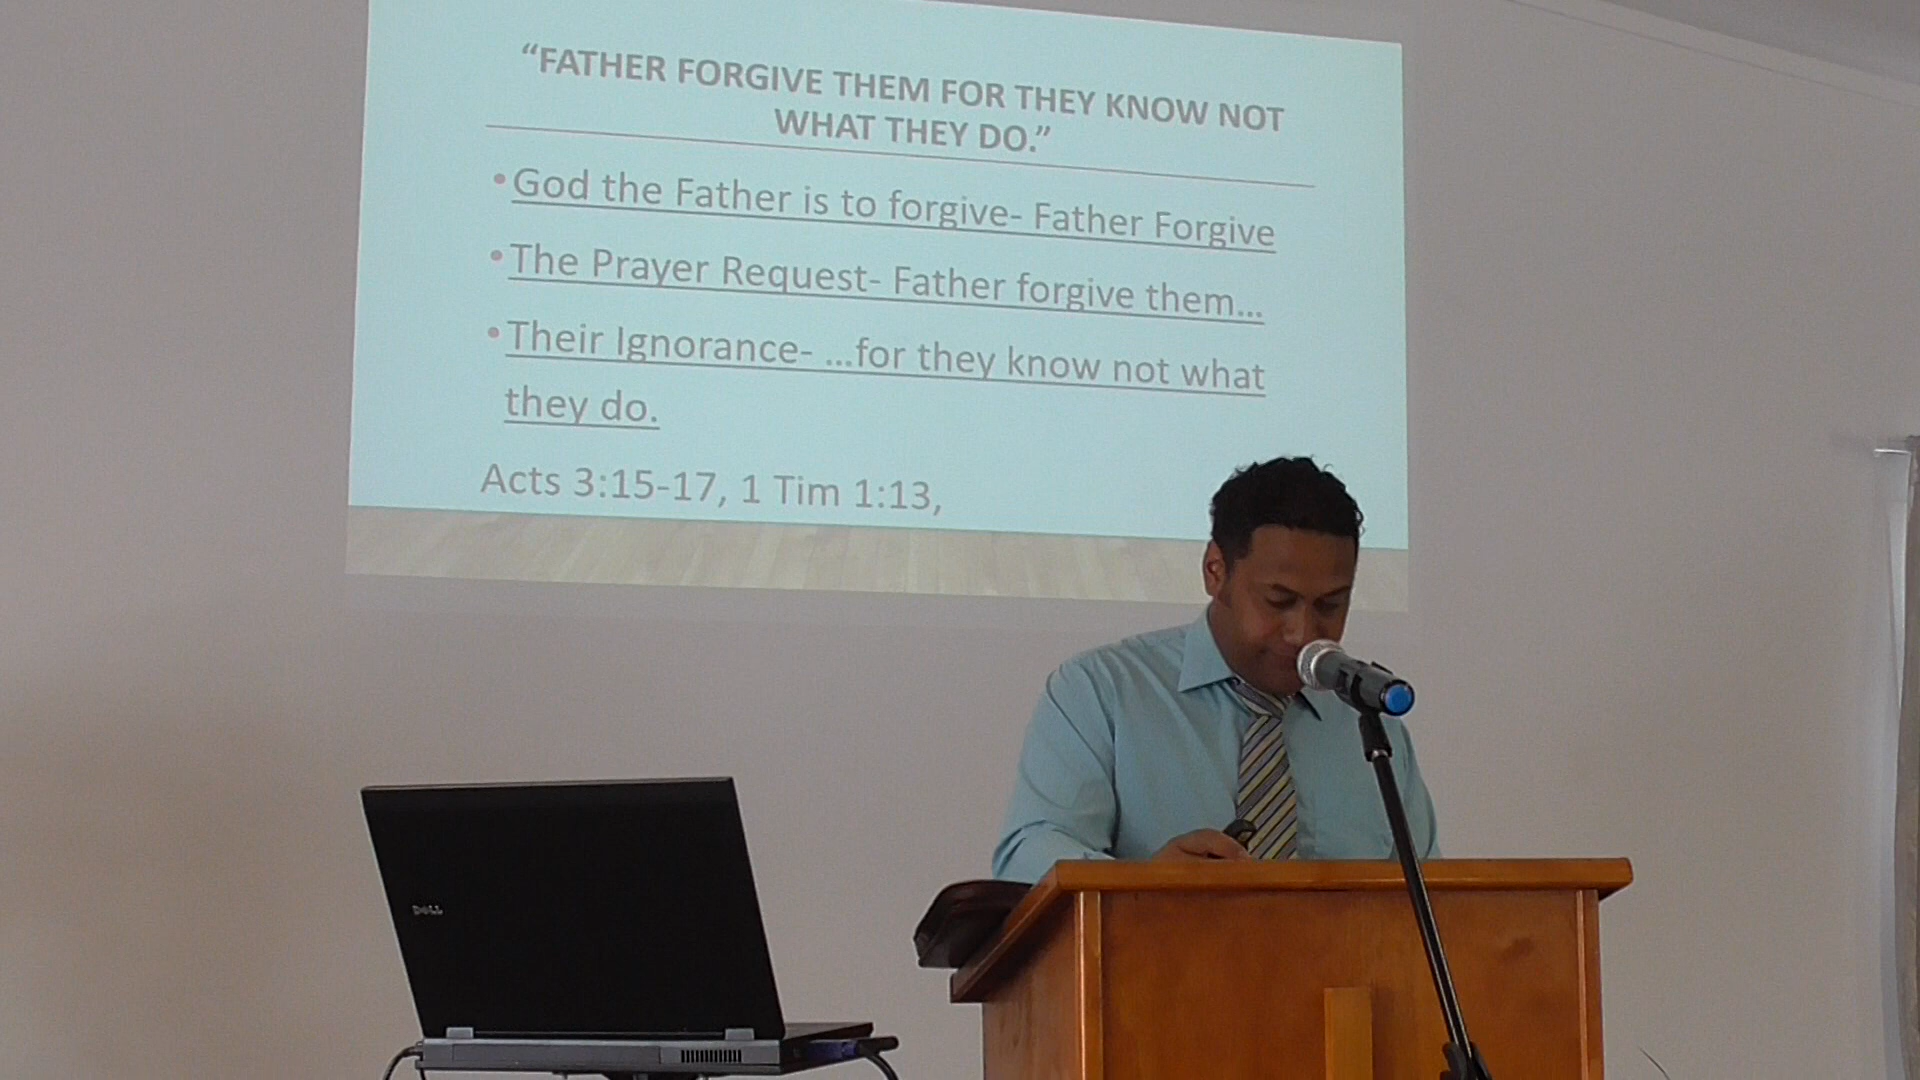 “FATHER FORGIVE THEM FOR THEY KNOW NOT
WHAT THEY DO.”
•God the Father is to forgive- Father Forgive
•The Prayer Request- Father forgive them...
•Their Ignorance- ...for they know not what
they do.
Acts 3:15-17, 1 Tim 1:13,
DELL